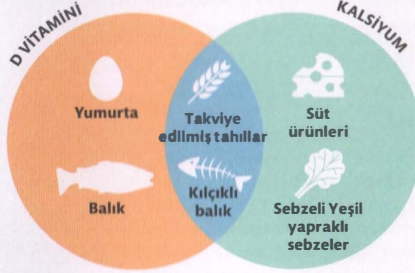 D VİTAMİNİ
KALSİYUM
Yumurta
Takviye
edilmiş tahıllar
Süt
ürünleri
Balık
Kılçıklı
balık
Sebzeli Yeşil
yapraklı
sebzeler